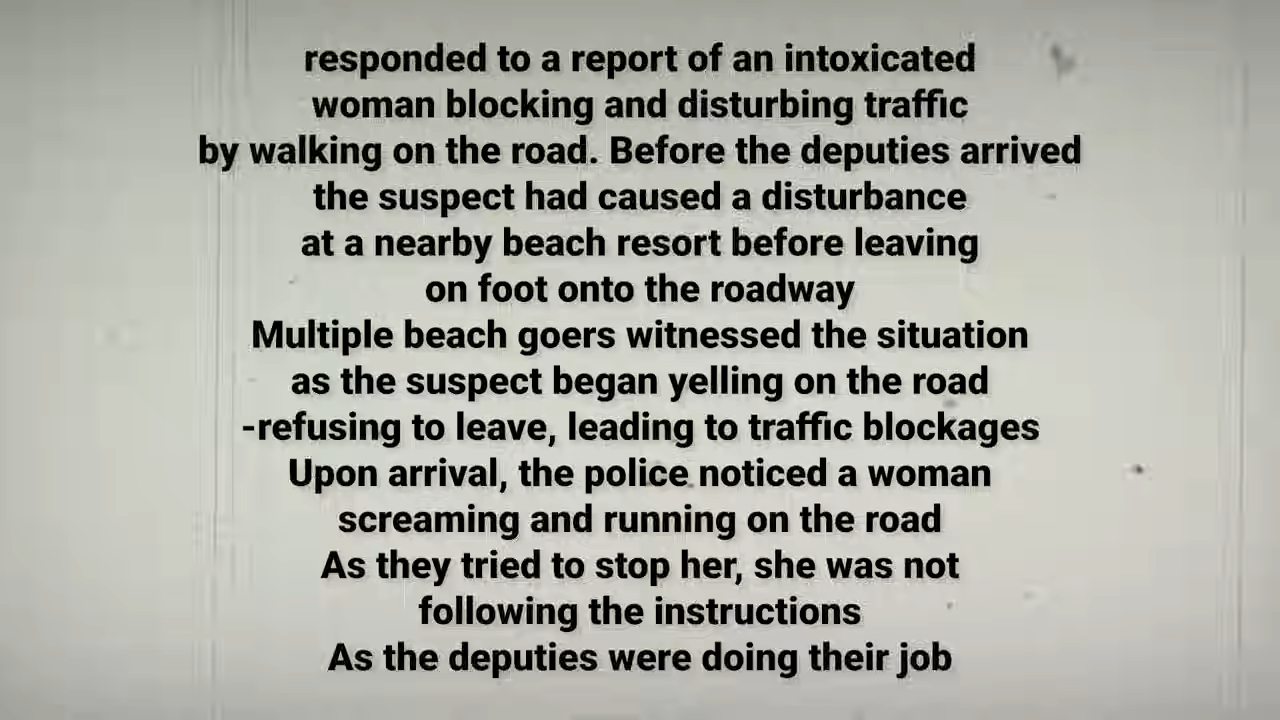 responded to a report of an intoxicated
woman blocking and disturbing traffic
by walking on the road. Before the deputies arrived
the suspect had caused a disturbance
at a nearby beach resort before leaving
on foot onto the roadway
Multiple beach goers witnessed the situation
as the suspect began yelling on the road
-refusing to leave, leading to traffic blockages
Upon arrival, the police noticed a woman
screaming and running on the road
As they tried to stop her, she was not
following the instructions
As the deputies were doing their job